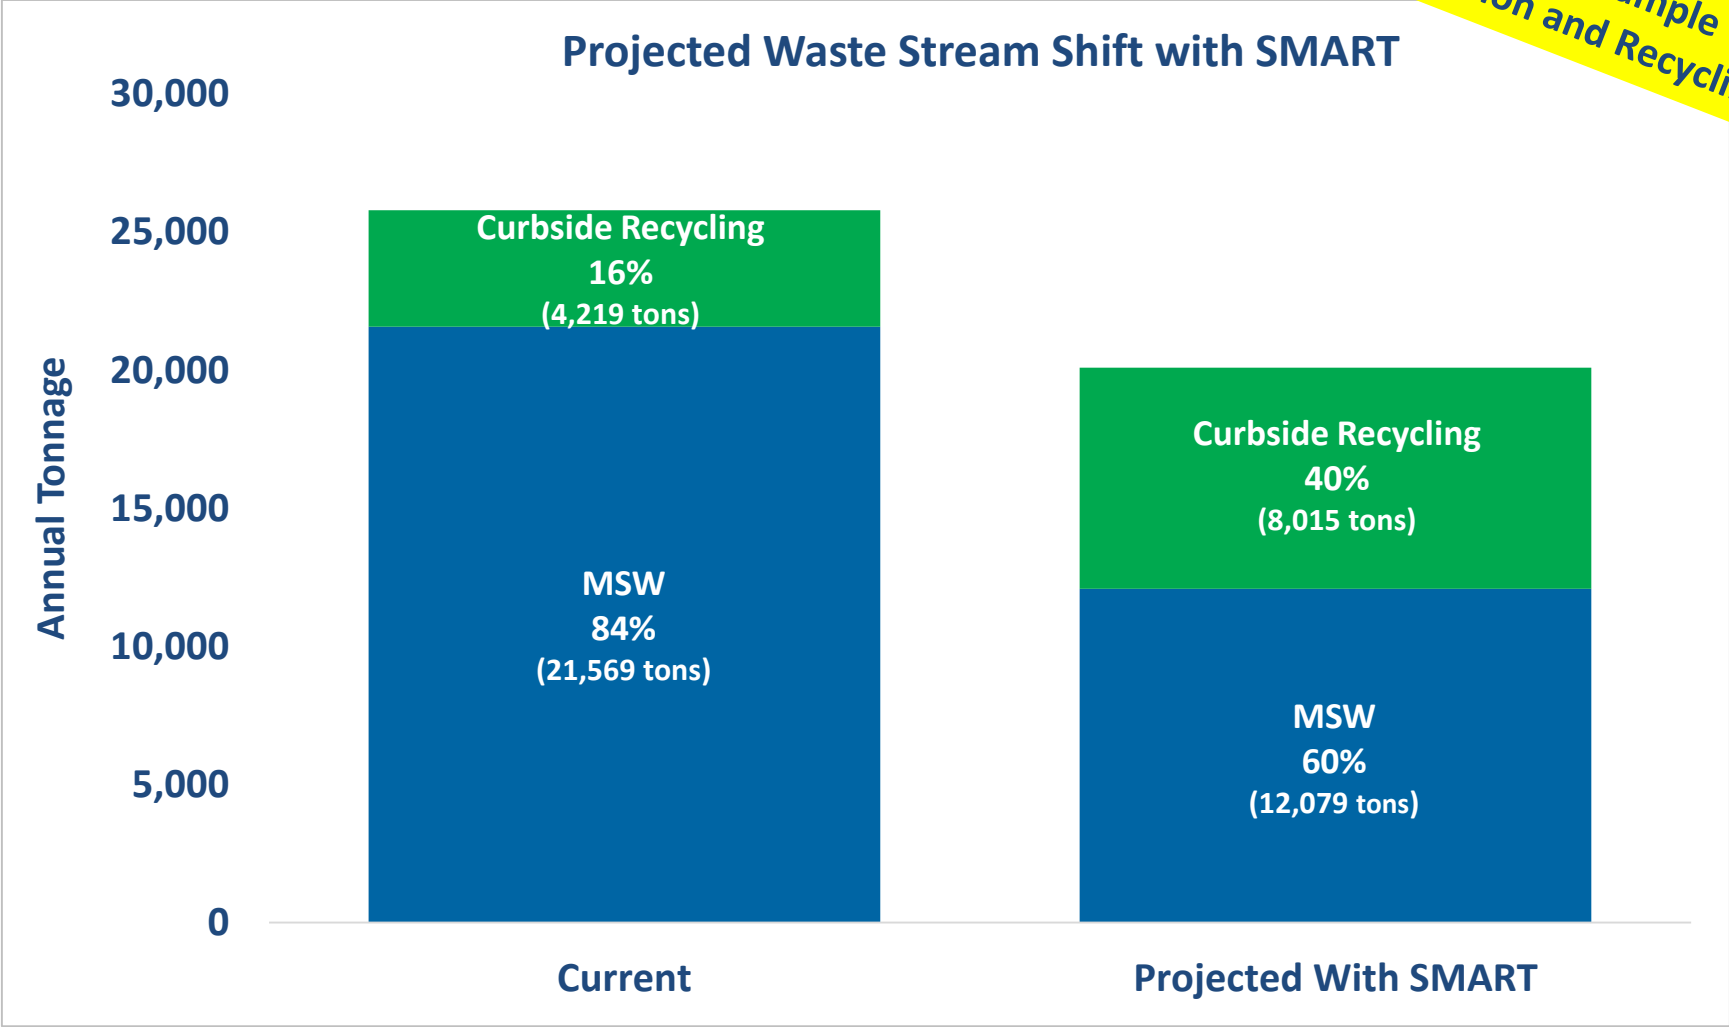 Projected Waste Stream Shift with SMART
and
30,000
25,000
20,000
15,000
10,000
5,000
0
Annual Tonnage
Curbside Recycling
16%
(4,219 tons)
MSW
84%
(21,569 tons)
Curbside Recycling
40%
(8,015 tons)
MSW
60%
(12,079 tons)
Current
Projected With SMART